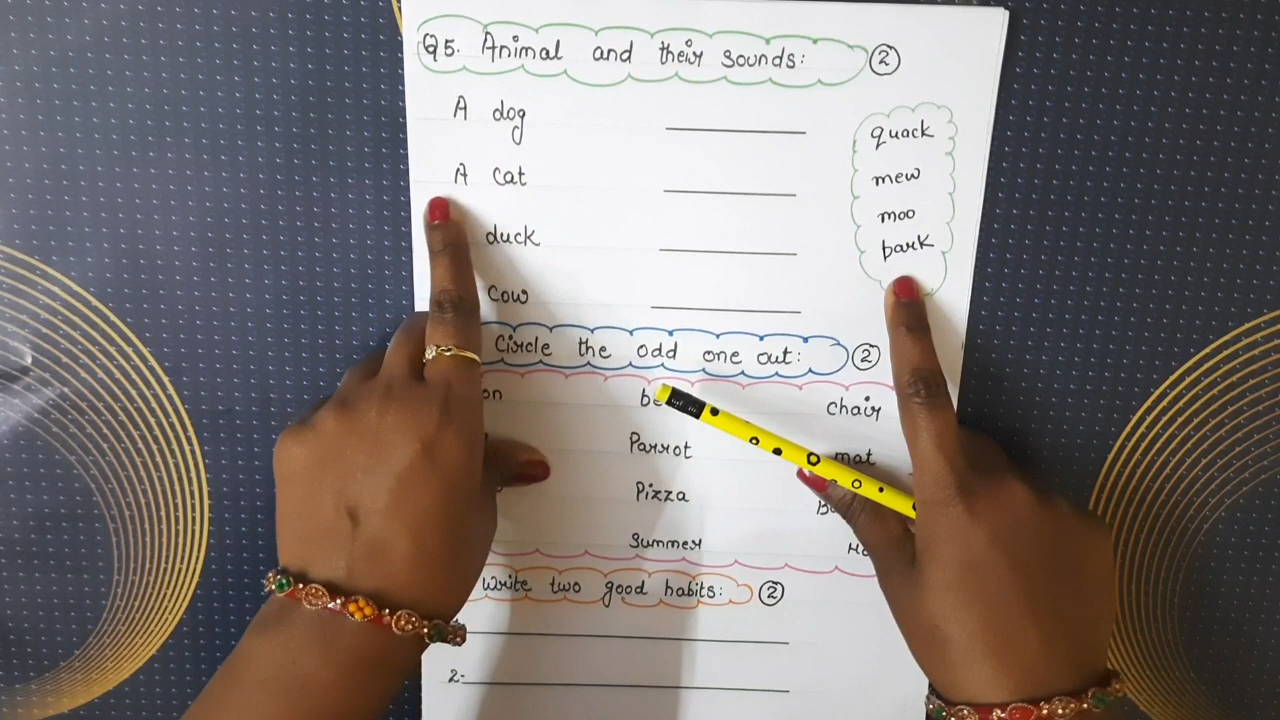 Q5. Animal and their sounds: 2
A dog
quack
A cat
mew
moo
duck
bark
Cow
Circle the odd one out: 2
chair
Parrot mat
Pizza
Summer
Write two good habits: 2
2-